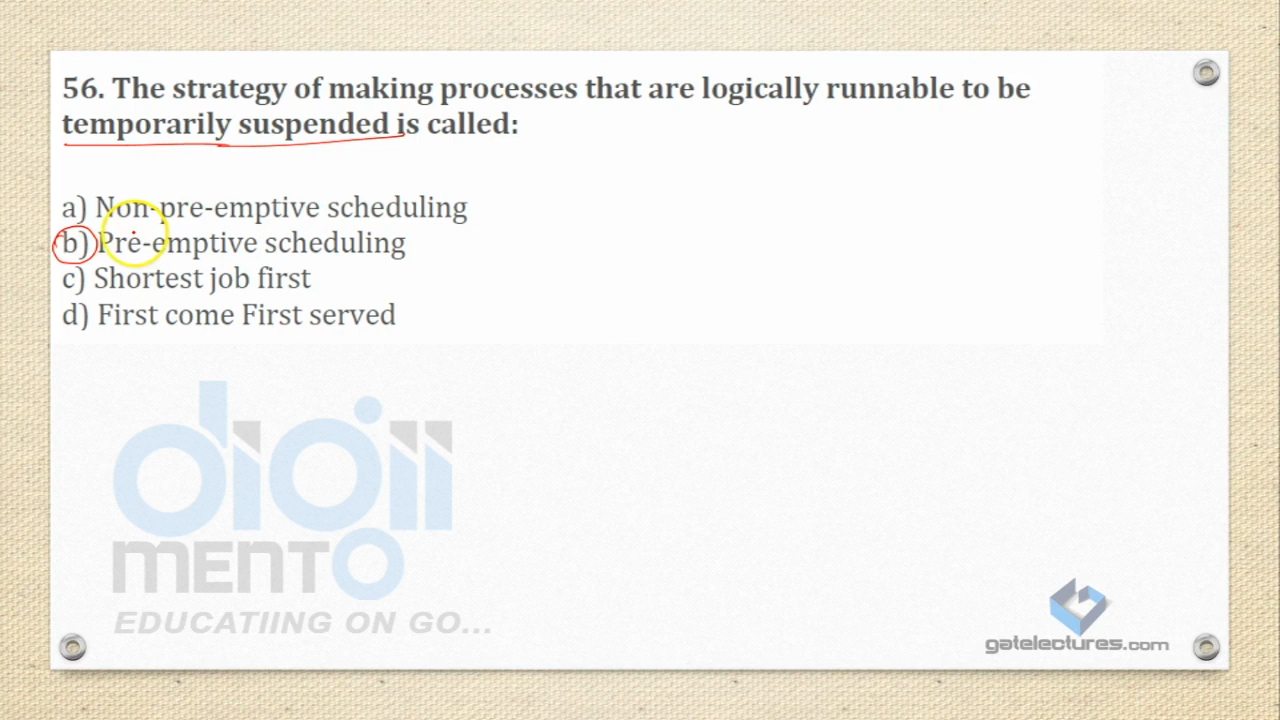 56. The strategy of making processes that are logically runnable to be
temporarily suspended is called:
a) Non-pre-emptive scheduling
b) Pre-emptive scheduling
c) Shortest job first
d) First come First served
digii
MENTO
EDUCATIING ON GO...
gatelectures.com